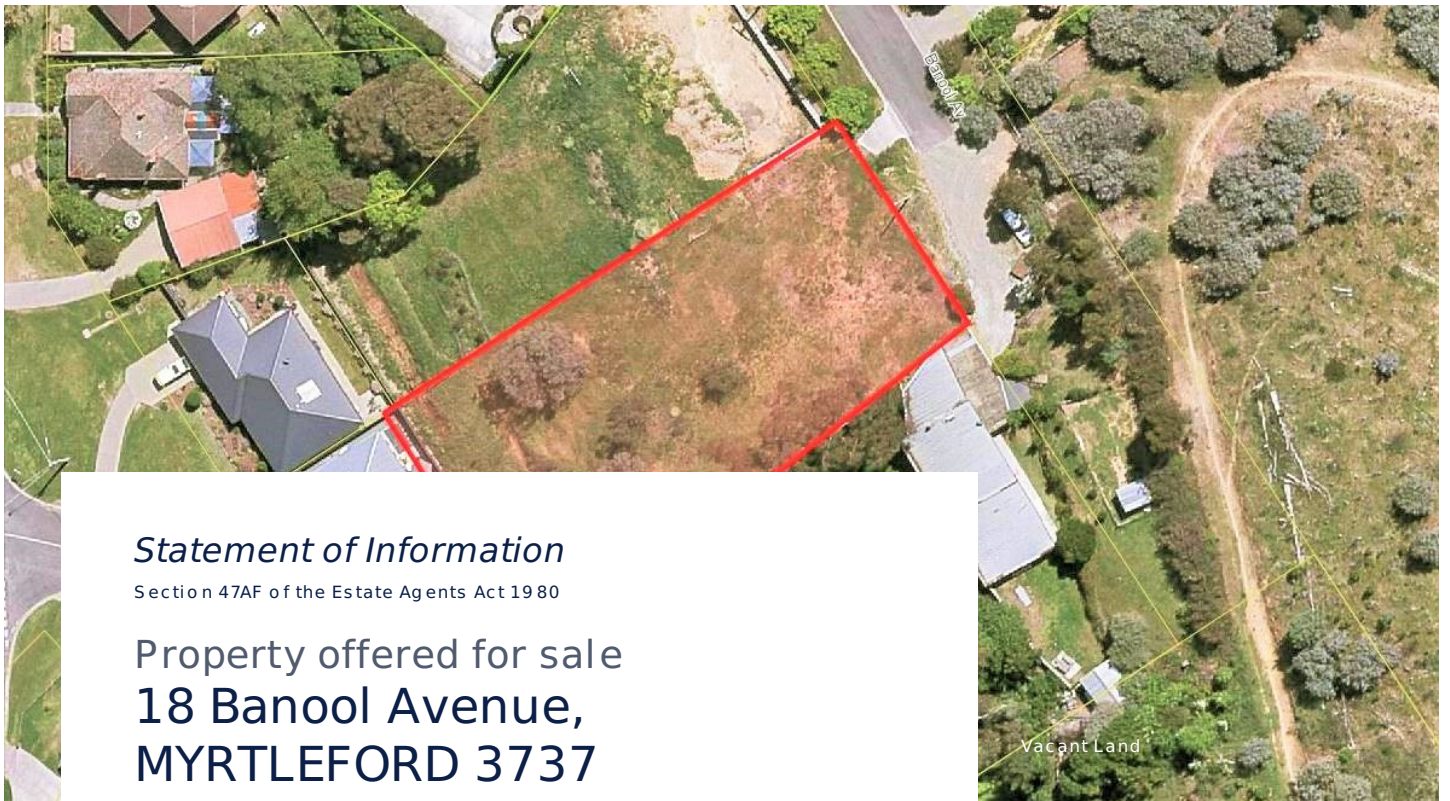 Banool Av
Statement of Information
Section 47AF of the Estate Agents Act 1980
Property offered for sale
18 Banool Avenue,
MYRTLEFORD 3737
Vacant Land